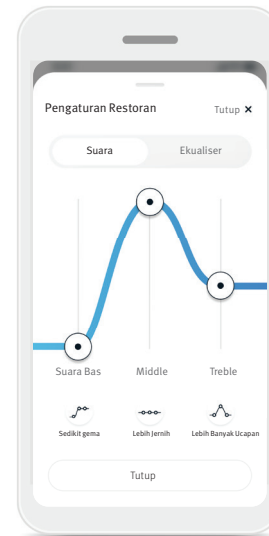 Pengaturan Restoran Tutup ×
Suara Ekualiser
Suara Bas Middle Treble
Sedikit gema Lebih Jernih Lebih Banyak Ucapan
Tutup